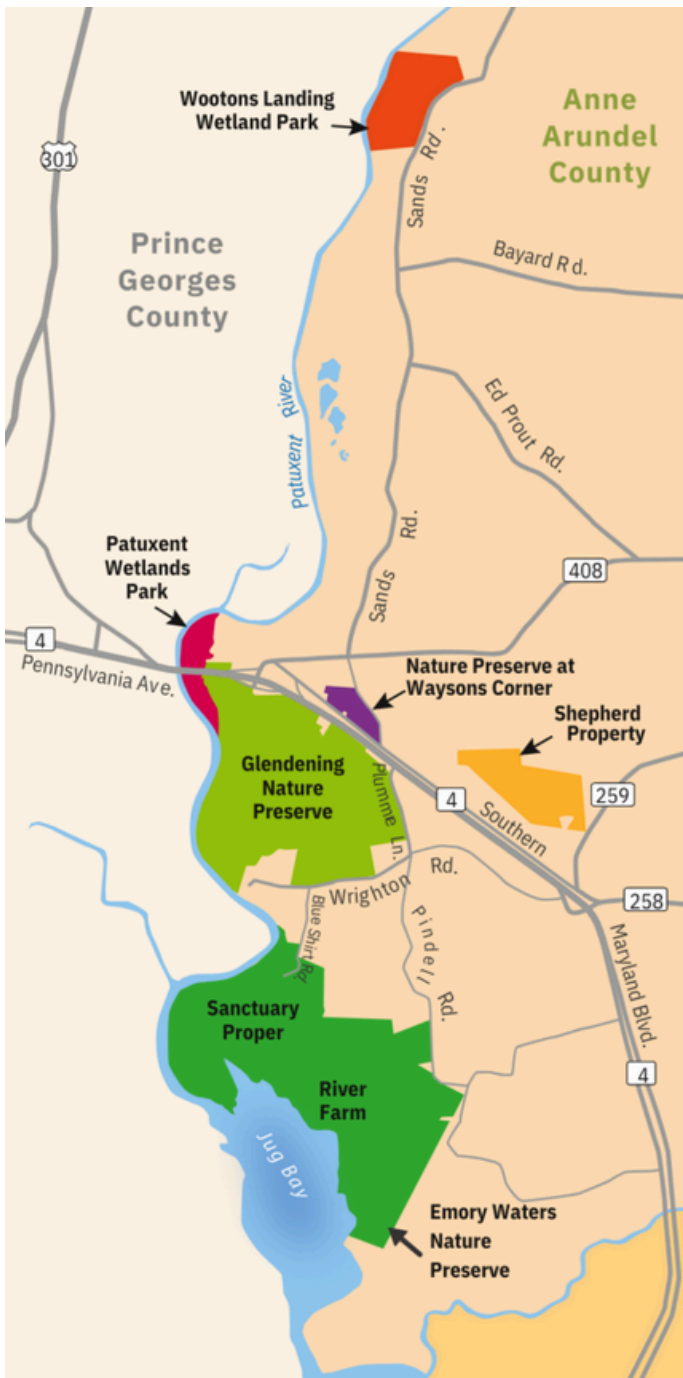 Wootons Landing
Wetland Park
Anne
Arundel
County
301
Sands Rd.
Prince
Georges
County
Bayard Rd.
Patuxent River
Ed Prout Rd.
Sands Rd.
Patuxent
Wetlands
Park
408
4
Pennsylvania Ave.
Nature Preserve at
Waysons Corner
Shepherd
Property
Glendening
Nature
Preserve
Plumme Ln.
4
Southern
259
Wrighton Rd.
258
Blue Shirt Rd.
Pindell Rd.
Maryland Blvd.
Sanctuary
Proper
River
Farm
4
Jug Bay
Emory Waters
Nature
Preserve